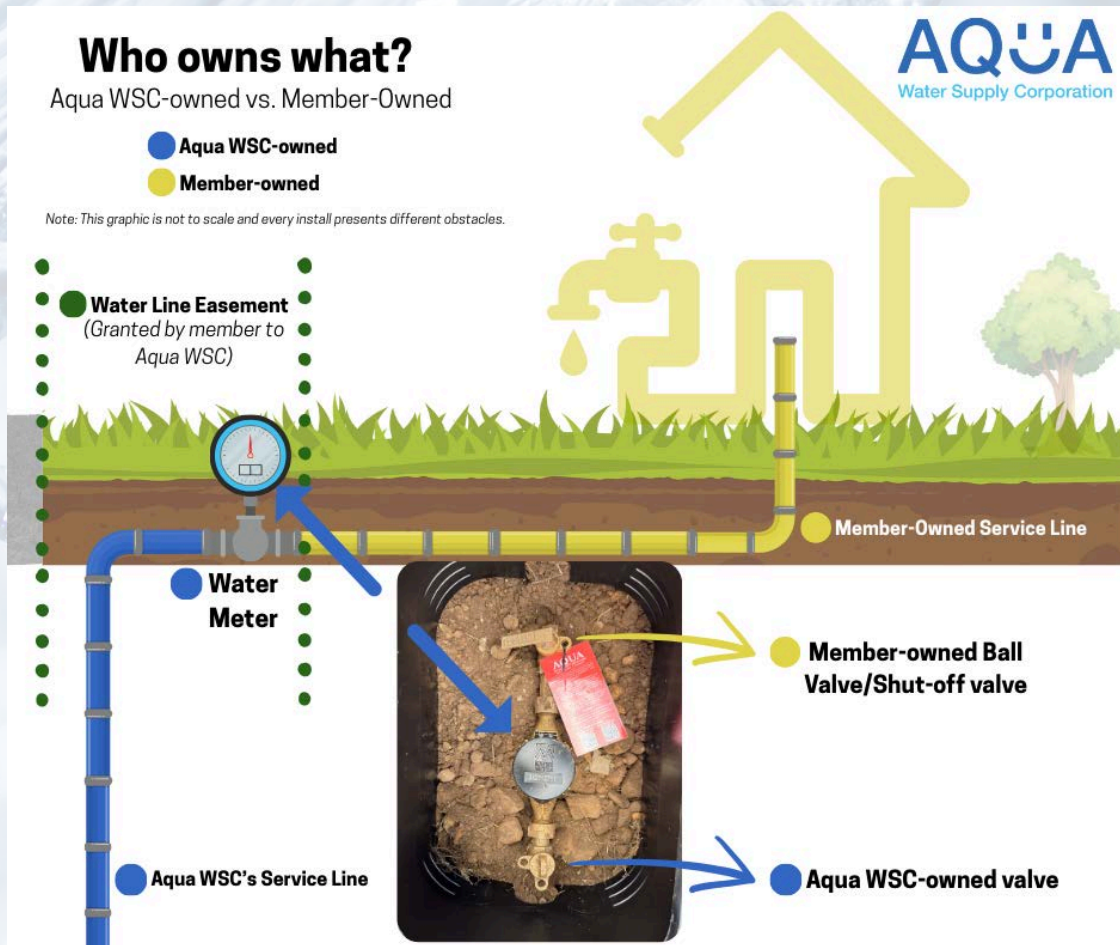 Who owns what?
Aqua WSC-owned vs. Member-Owned
Aqua WSC-owned
Member-owned
Note: This graphic is not to scale and every install presents different obstacles.
AQUA
Water Supply Corporation
Water Line Easement
(Granted by member to
Aqua WSC)
Member-Owned Service Line
Water
Meter
AQUA
Member-owned Ball
Valve/Shut-off valve
Aqua WSC's Service Line
Aqua WSC-owned valve